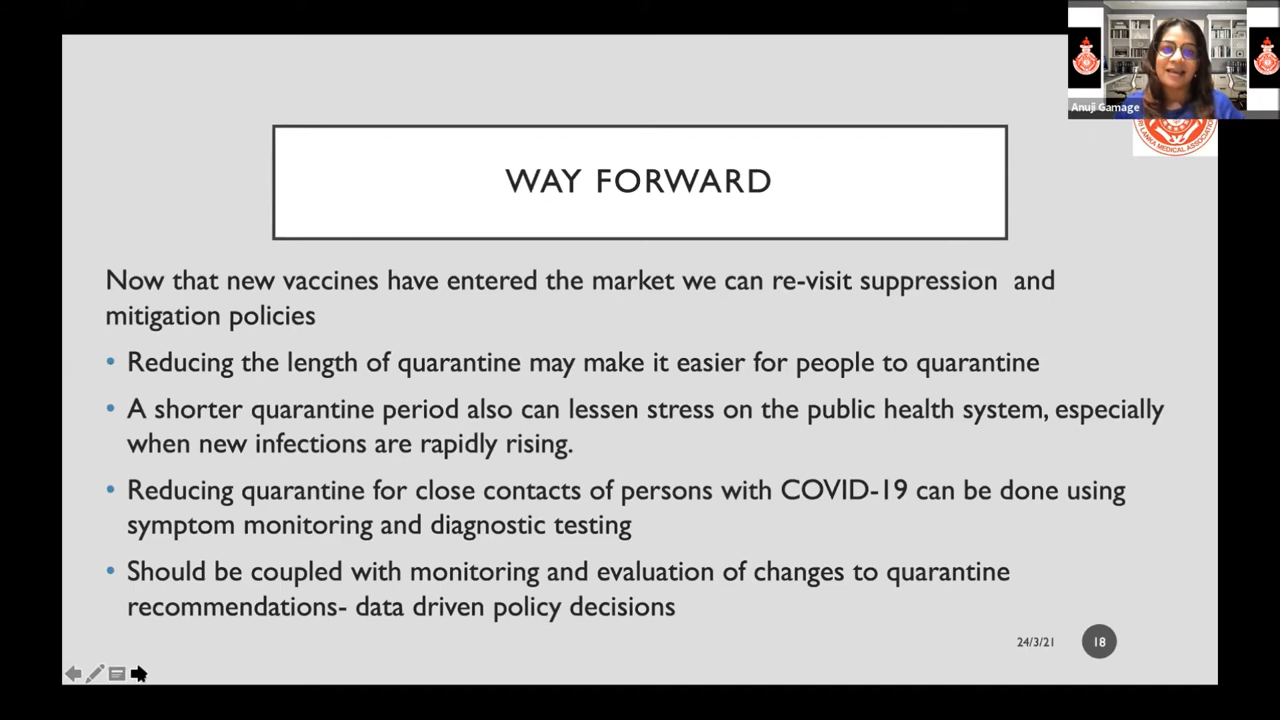 Anuji Gamage
LANKA MEDICAL ASSOCIATION
WAY FORWARD
Now that new vaccines have entered the market we can re-visit suppression and
mitigation policies
• Reducing the length of quarantine may make it easier for people to quarantine
• A shorter quarantine period also can lessen stress on the public health system, especially
when new infections are rapidly rising.
• Reducing quarantine for close contacts of persons with COVID-19 can be done using
symptom monitoring and diagnostic testing
• Should be coupled with monitoring and evaluation of changes to quarantine
recommendations- data driven policy decisions
24/3/21
18